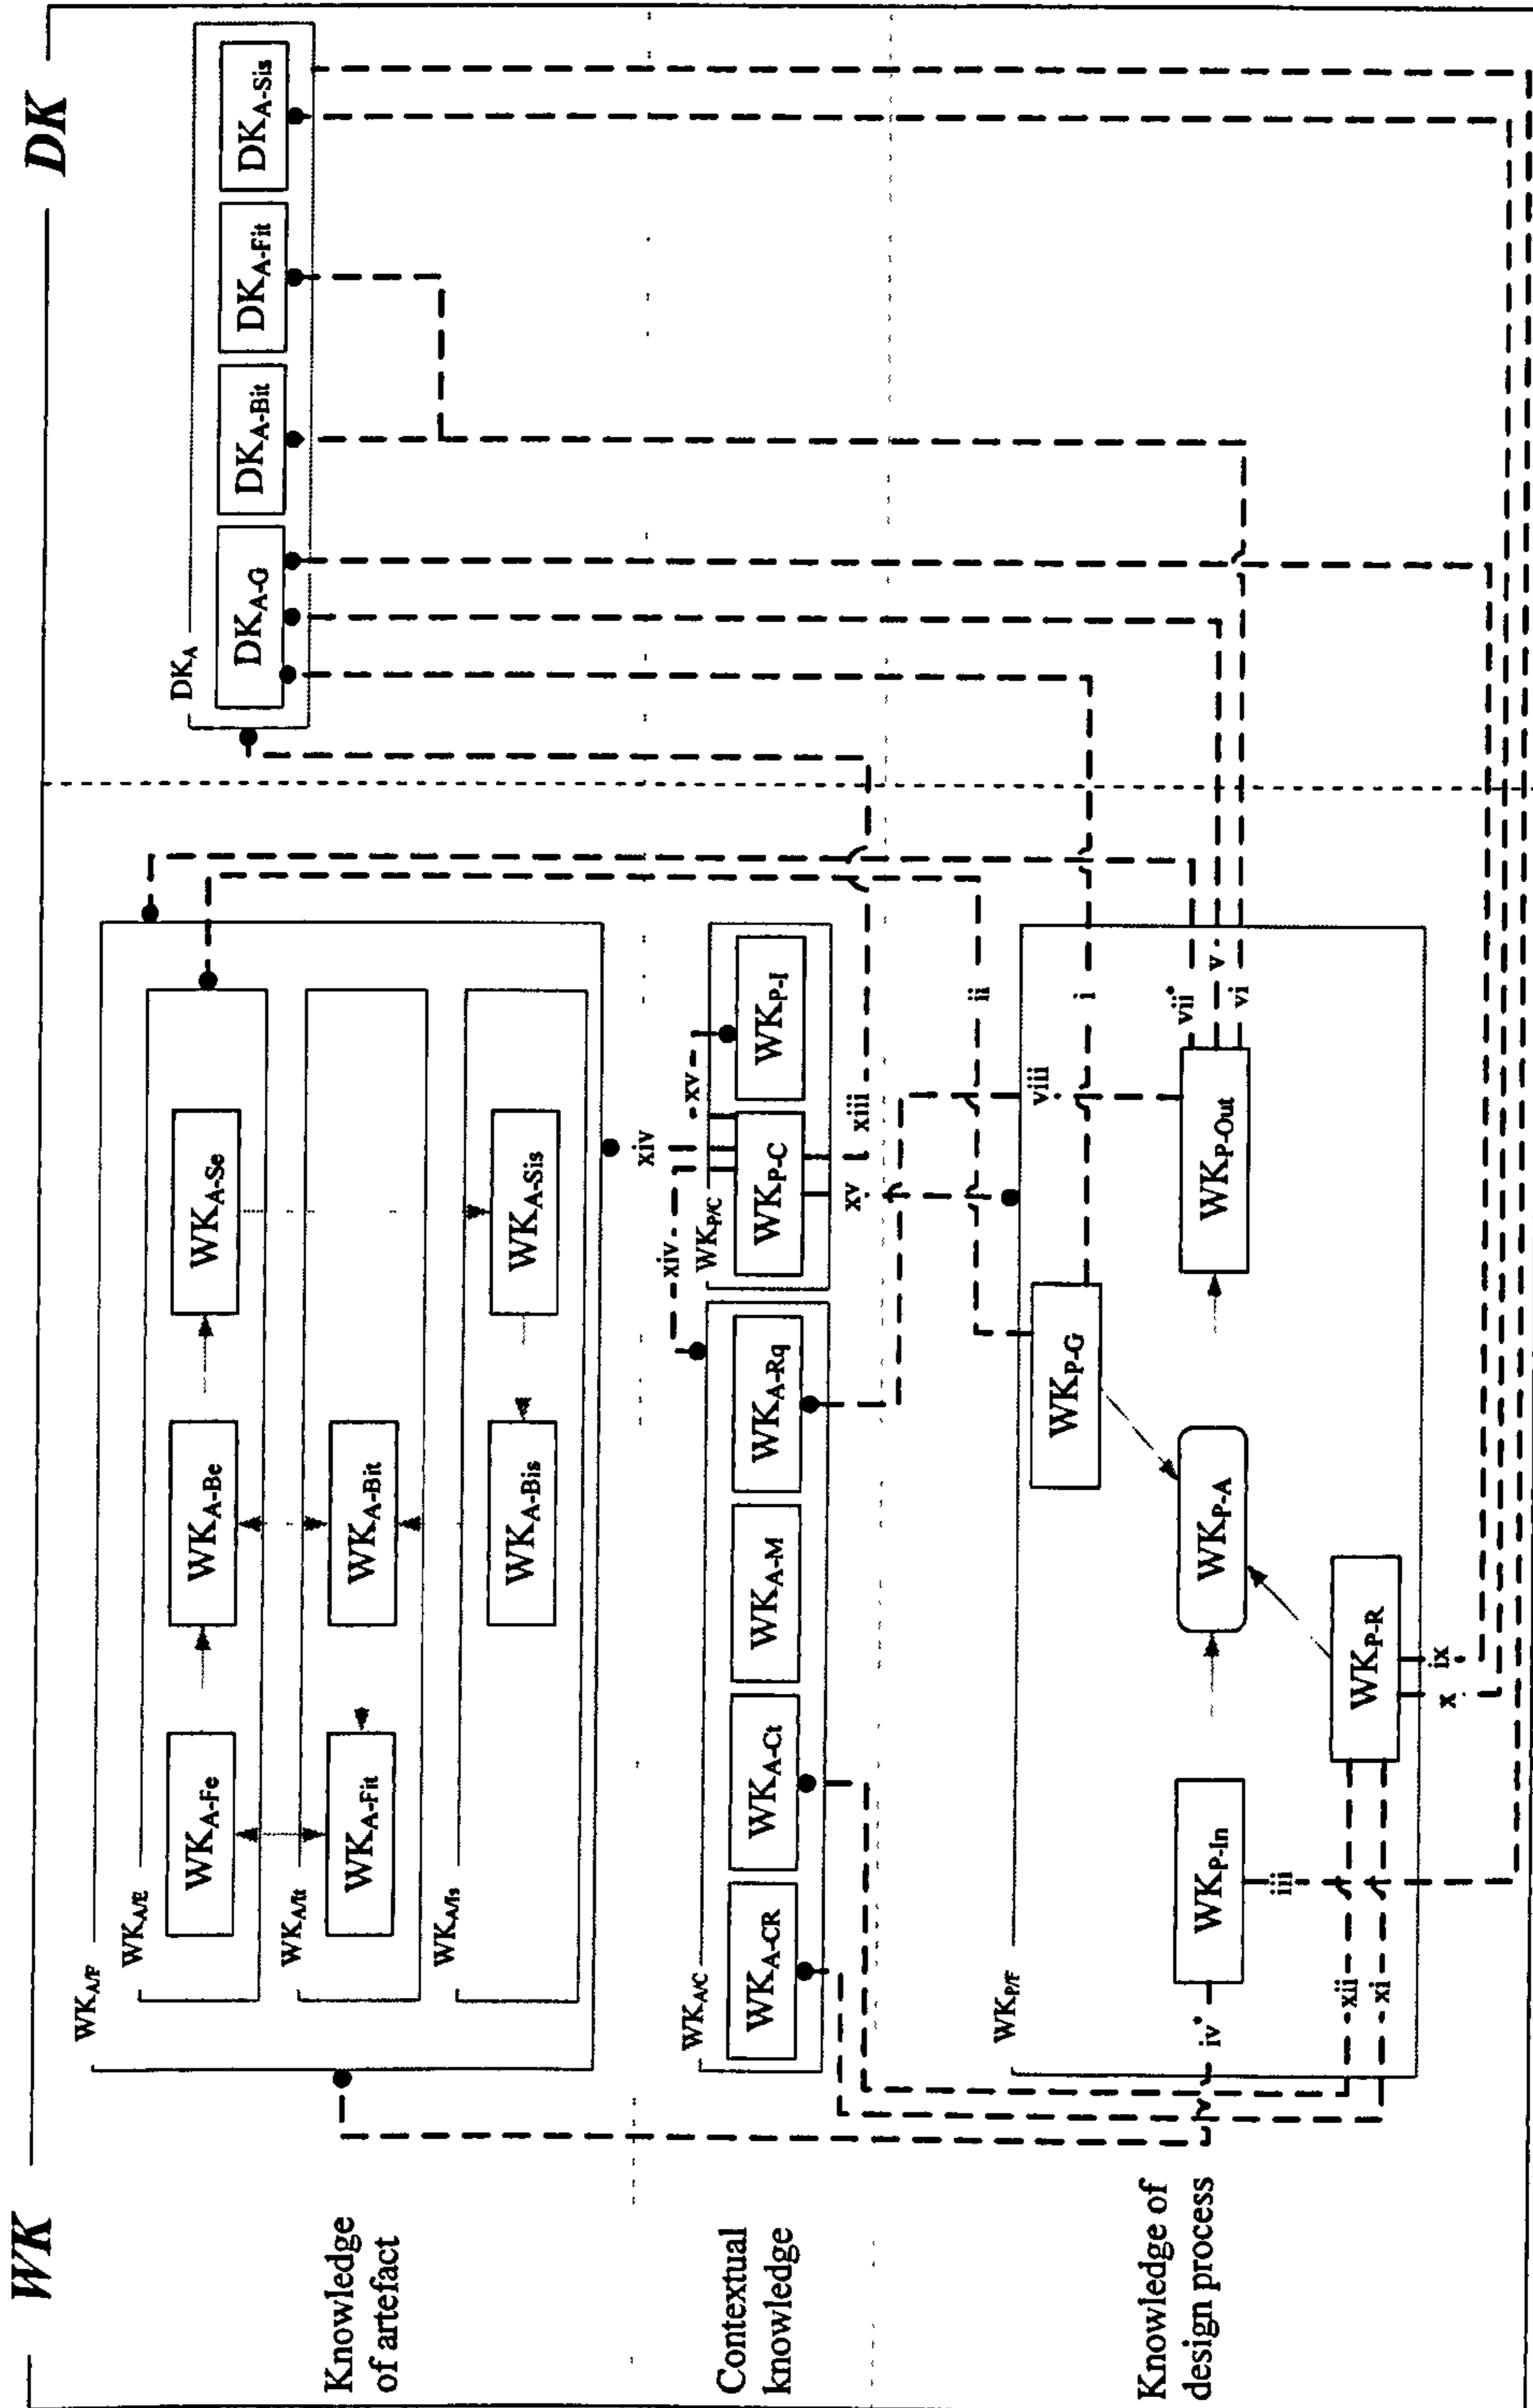 WK
DK
Knowledge
of artefact
WKA/F
WKA/E
WKA-Fe
WKA-Be
WKA-Se
WKA/It
WKA-Fit
WKA-Bit
WKA/Is
WKA-Bis
WKA-Sis
DKA
DKA-G
DKA-Bit
DKA-Fit
DKA-Sis
Contextual
knowledge
xiv
xiv
xv
WKA/C
WKA-CR
WKA-Ct
WKA-M
WKA-Rq
WKP/C
WKP-C
WKP-I
xv
xiii
Knowledge of
design process
WKP/F
ii
viii
WKP-G
i
iv*
WKP-In
WKP-A
WKP-Out
vii*
v
vi
iii
xii
xi
WKP-R
x
ix